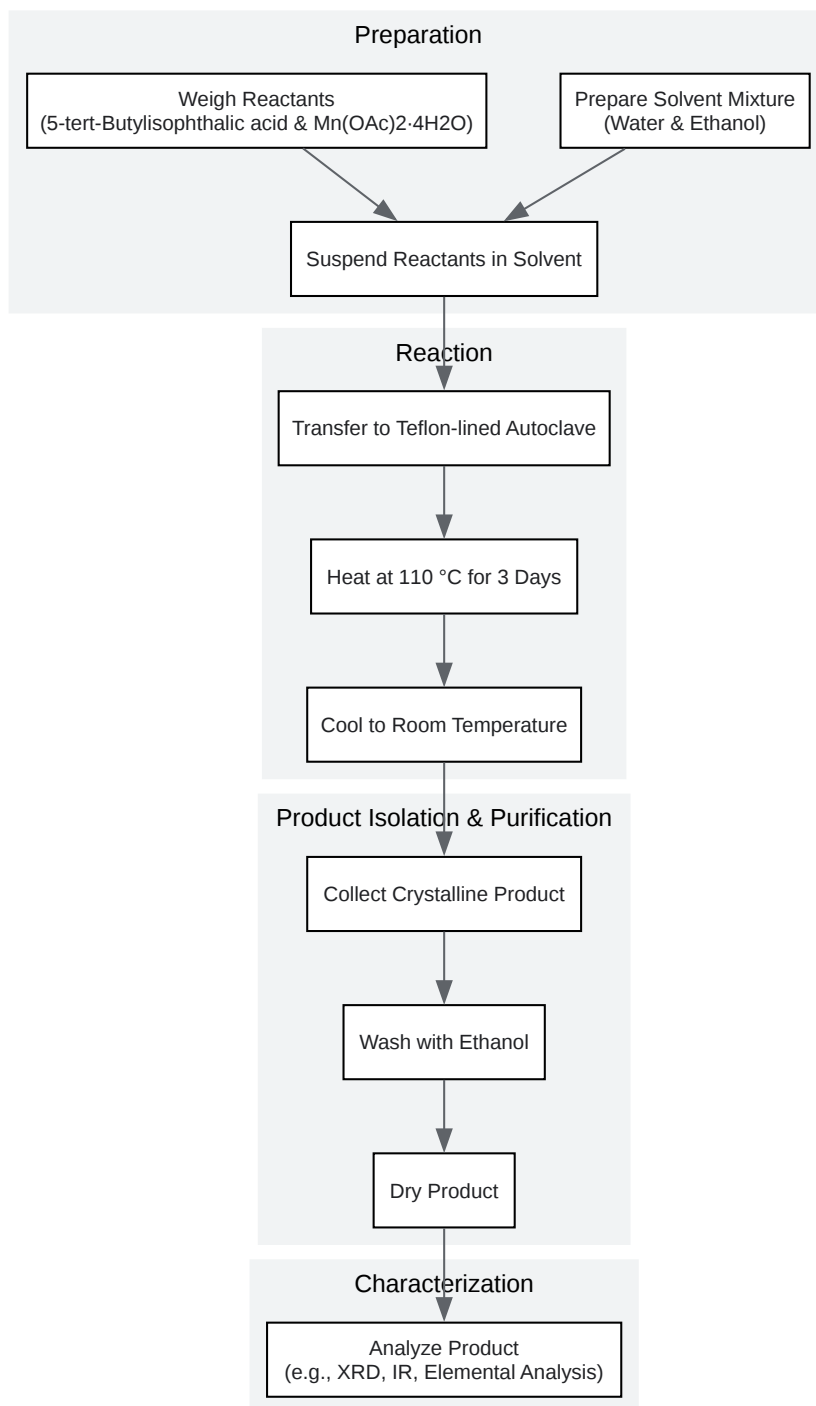 Preparation
Weigh Reactants
(5-tert-Butylisophthalic acid & Mn(OAc)2·4H2O)
Prepare Solvent Mixture
(Water & Ethanol)
Suspend Reactants in Solvent
Reaction
Transfer to Teflon-lined Autoclave
Heat at 110 °C for 3 Days
Cool to Room Temperature
Product Isolation & Purification
Collect Crystalline Product
Wash with Ethanol
Dry Product
Characterization
Analyze Product
(e.g., XRD, IR, Elemental Analysis)